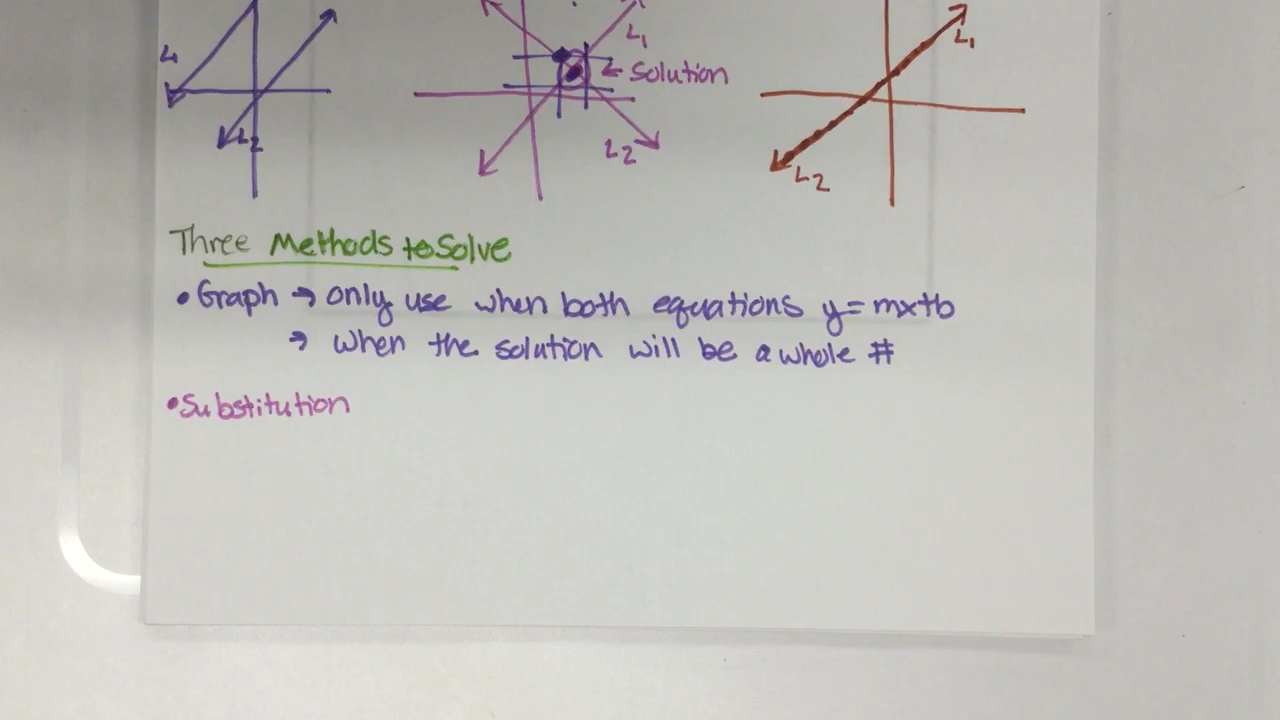 L1
L2
L1
← Solution
L2
L1
L2
Three Methods to Solve
• Graph → only use when both equations y=mx+b
→ when the solution will be a whole #
• Substitution